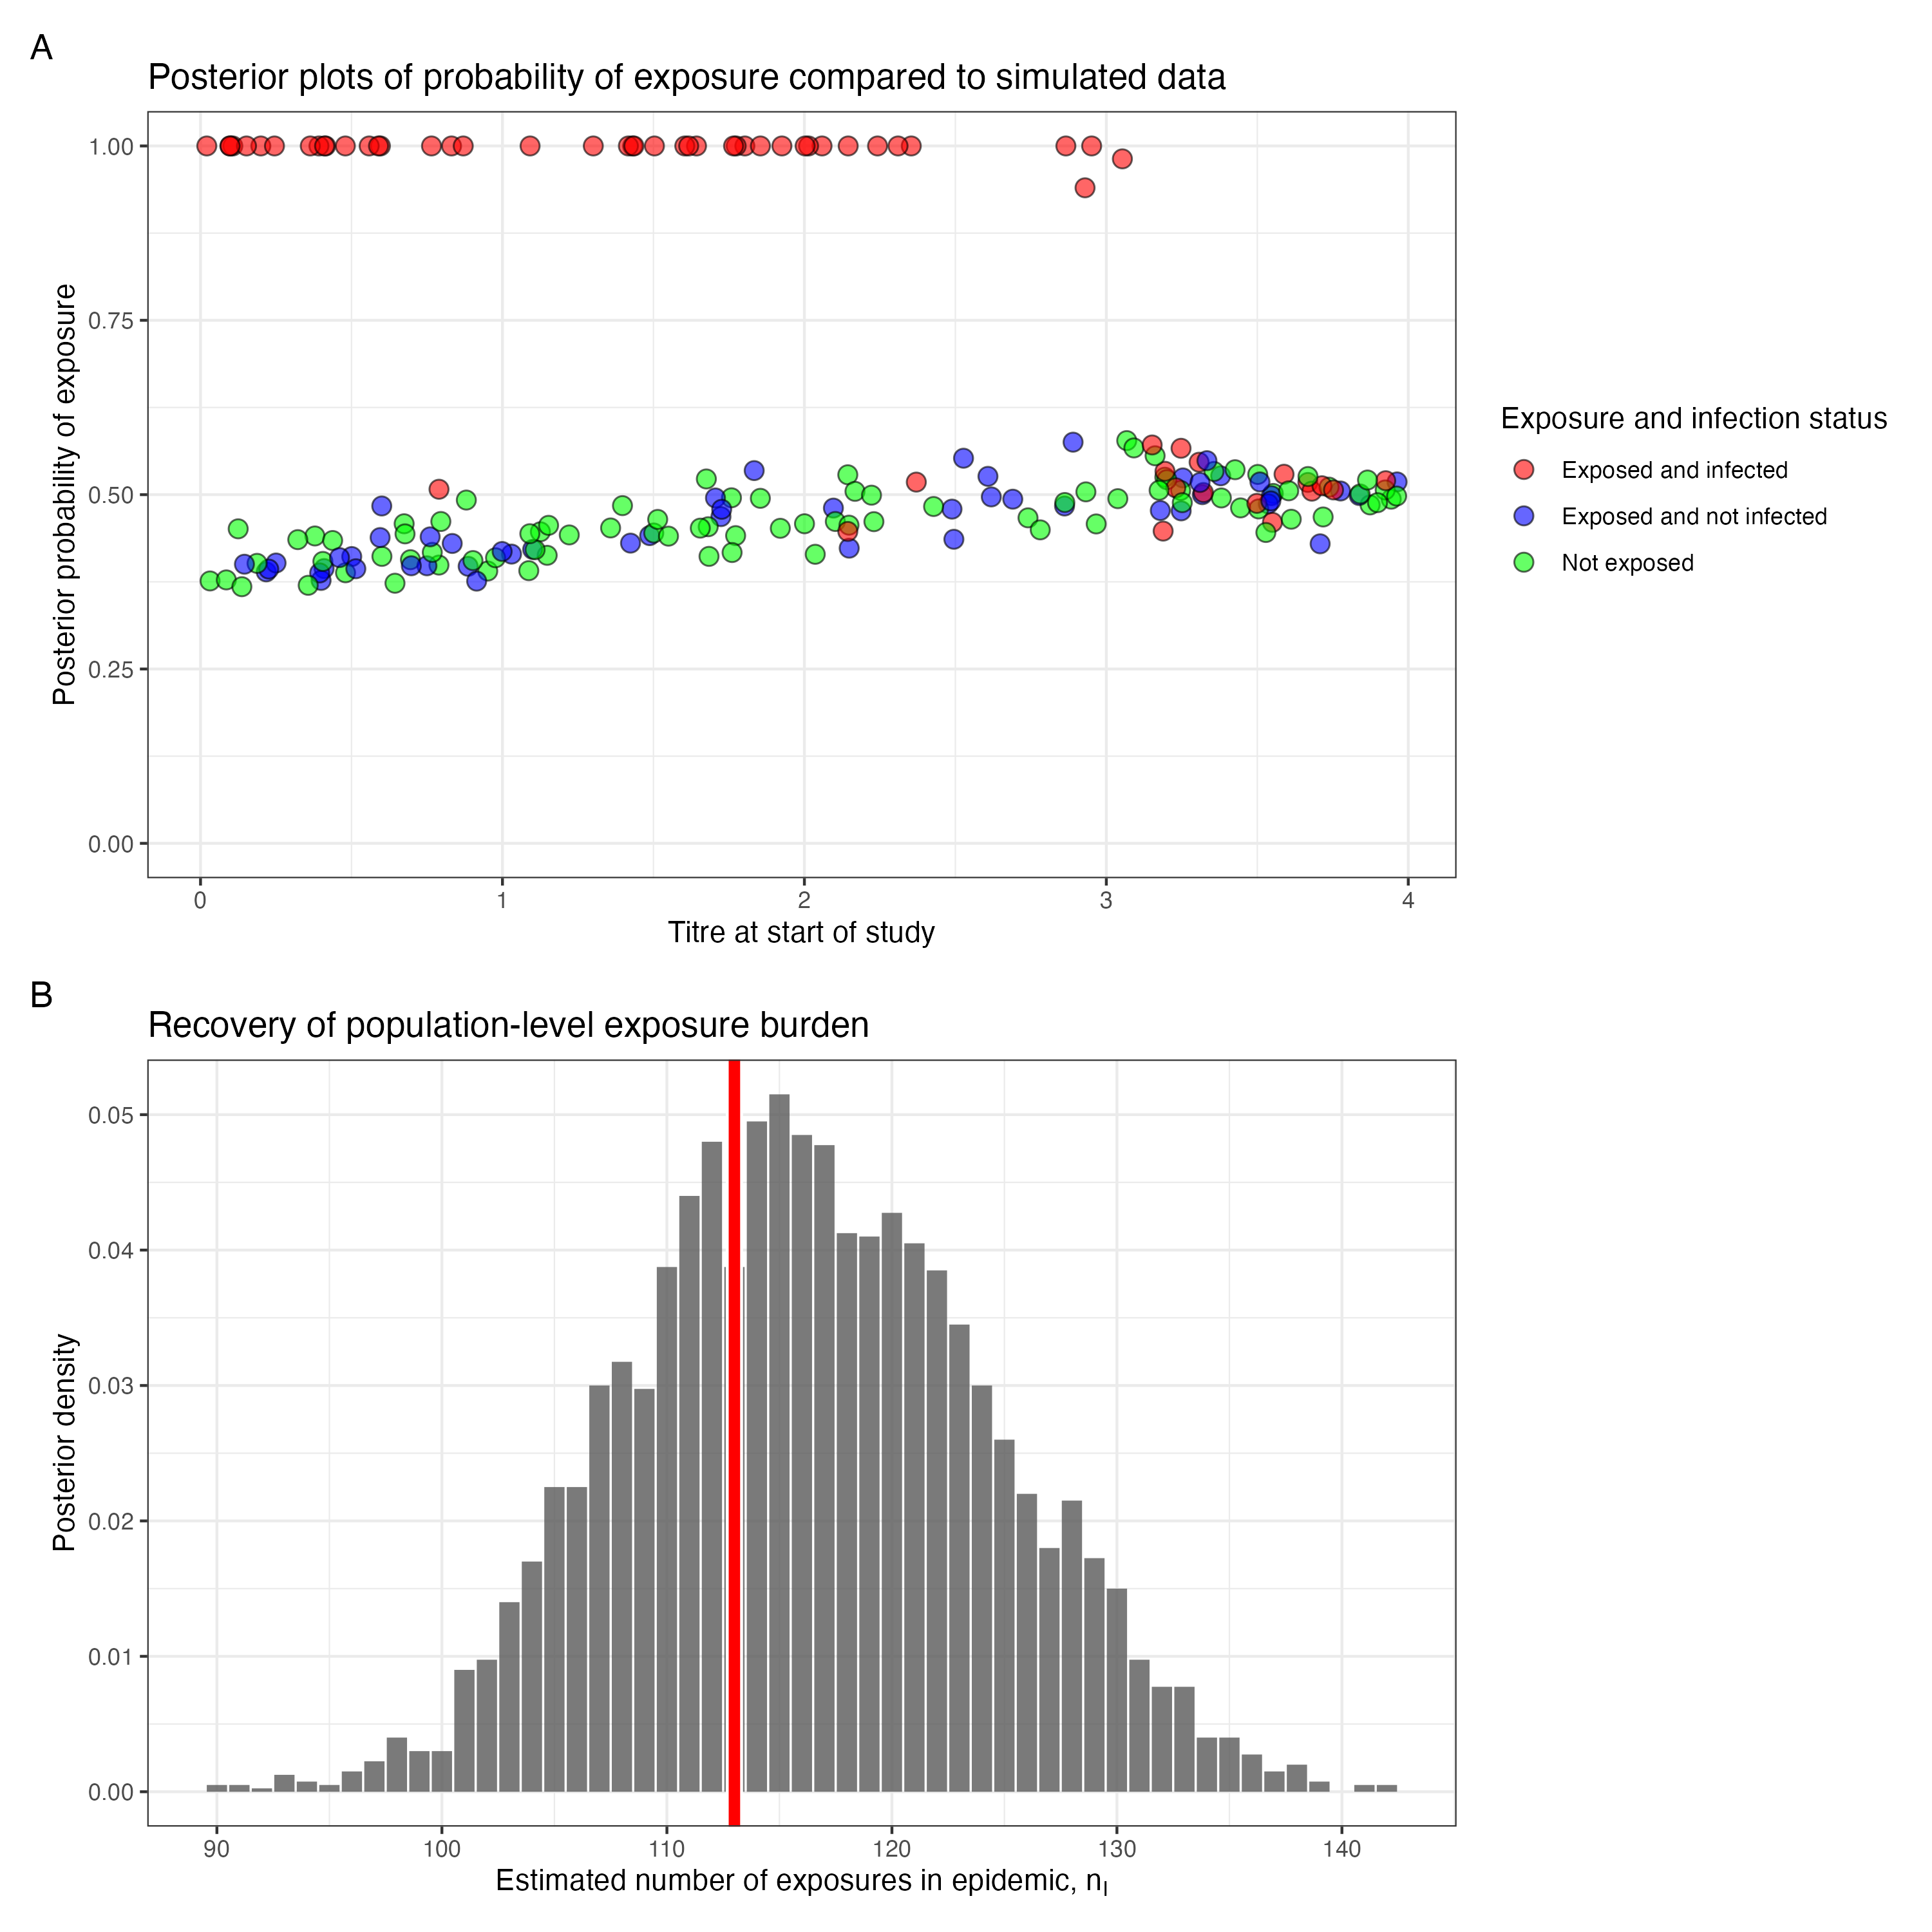 A
Posterior plots of probability of exposure compared to simulated data
Posterior probability of exposure
1.00
0.75
0.50
0.25
0.00
0 1 2 3 4
Titre at start of study
Exposure and infection status
Exposed and infected
Exposed and not infected
Not exposed
B
Recovery of population-level exposure burden
Posterior density
0.05
0.04
0.03
0.02
0.01
0.00
90 100 110 120 130 140
Estimated number of exposures in epidemic, nI